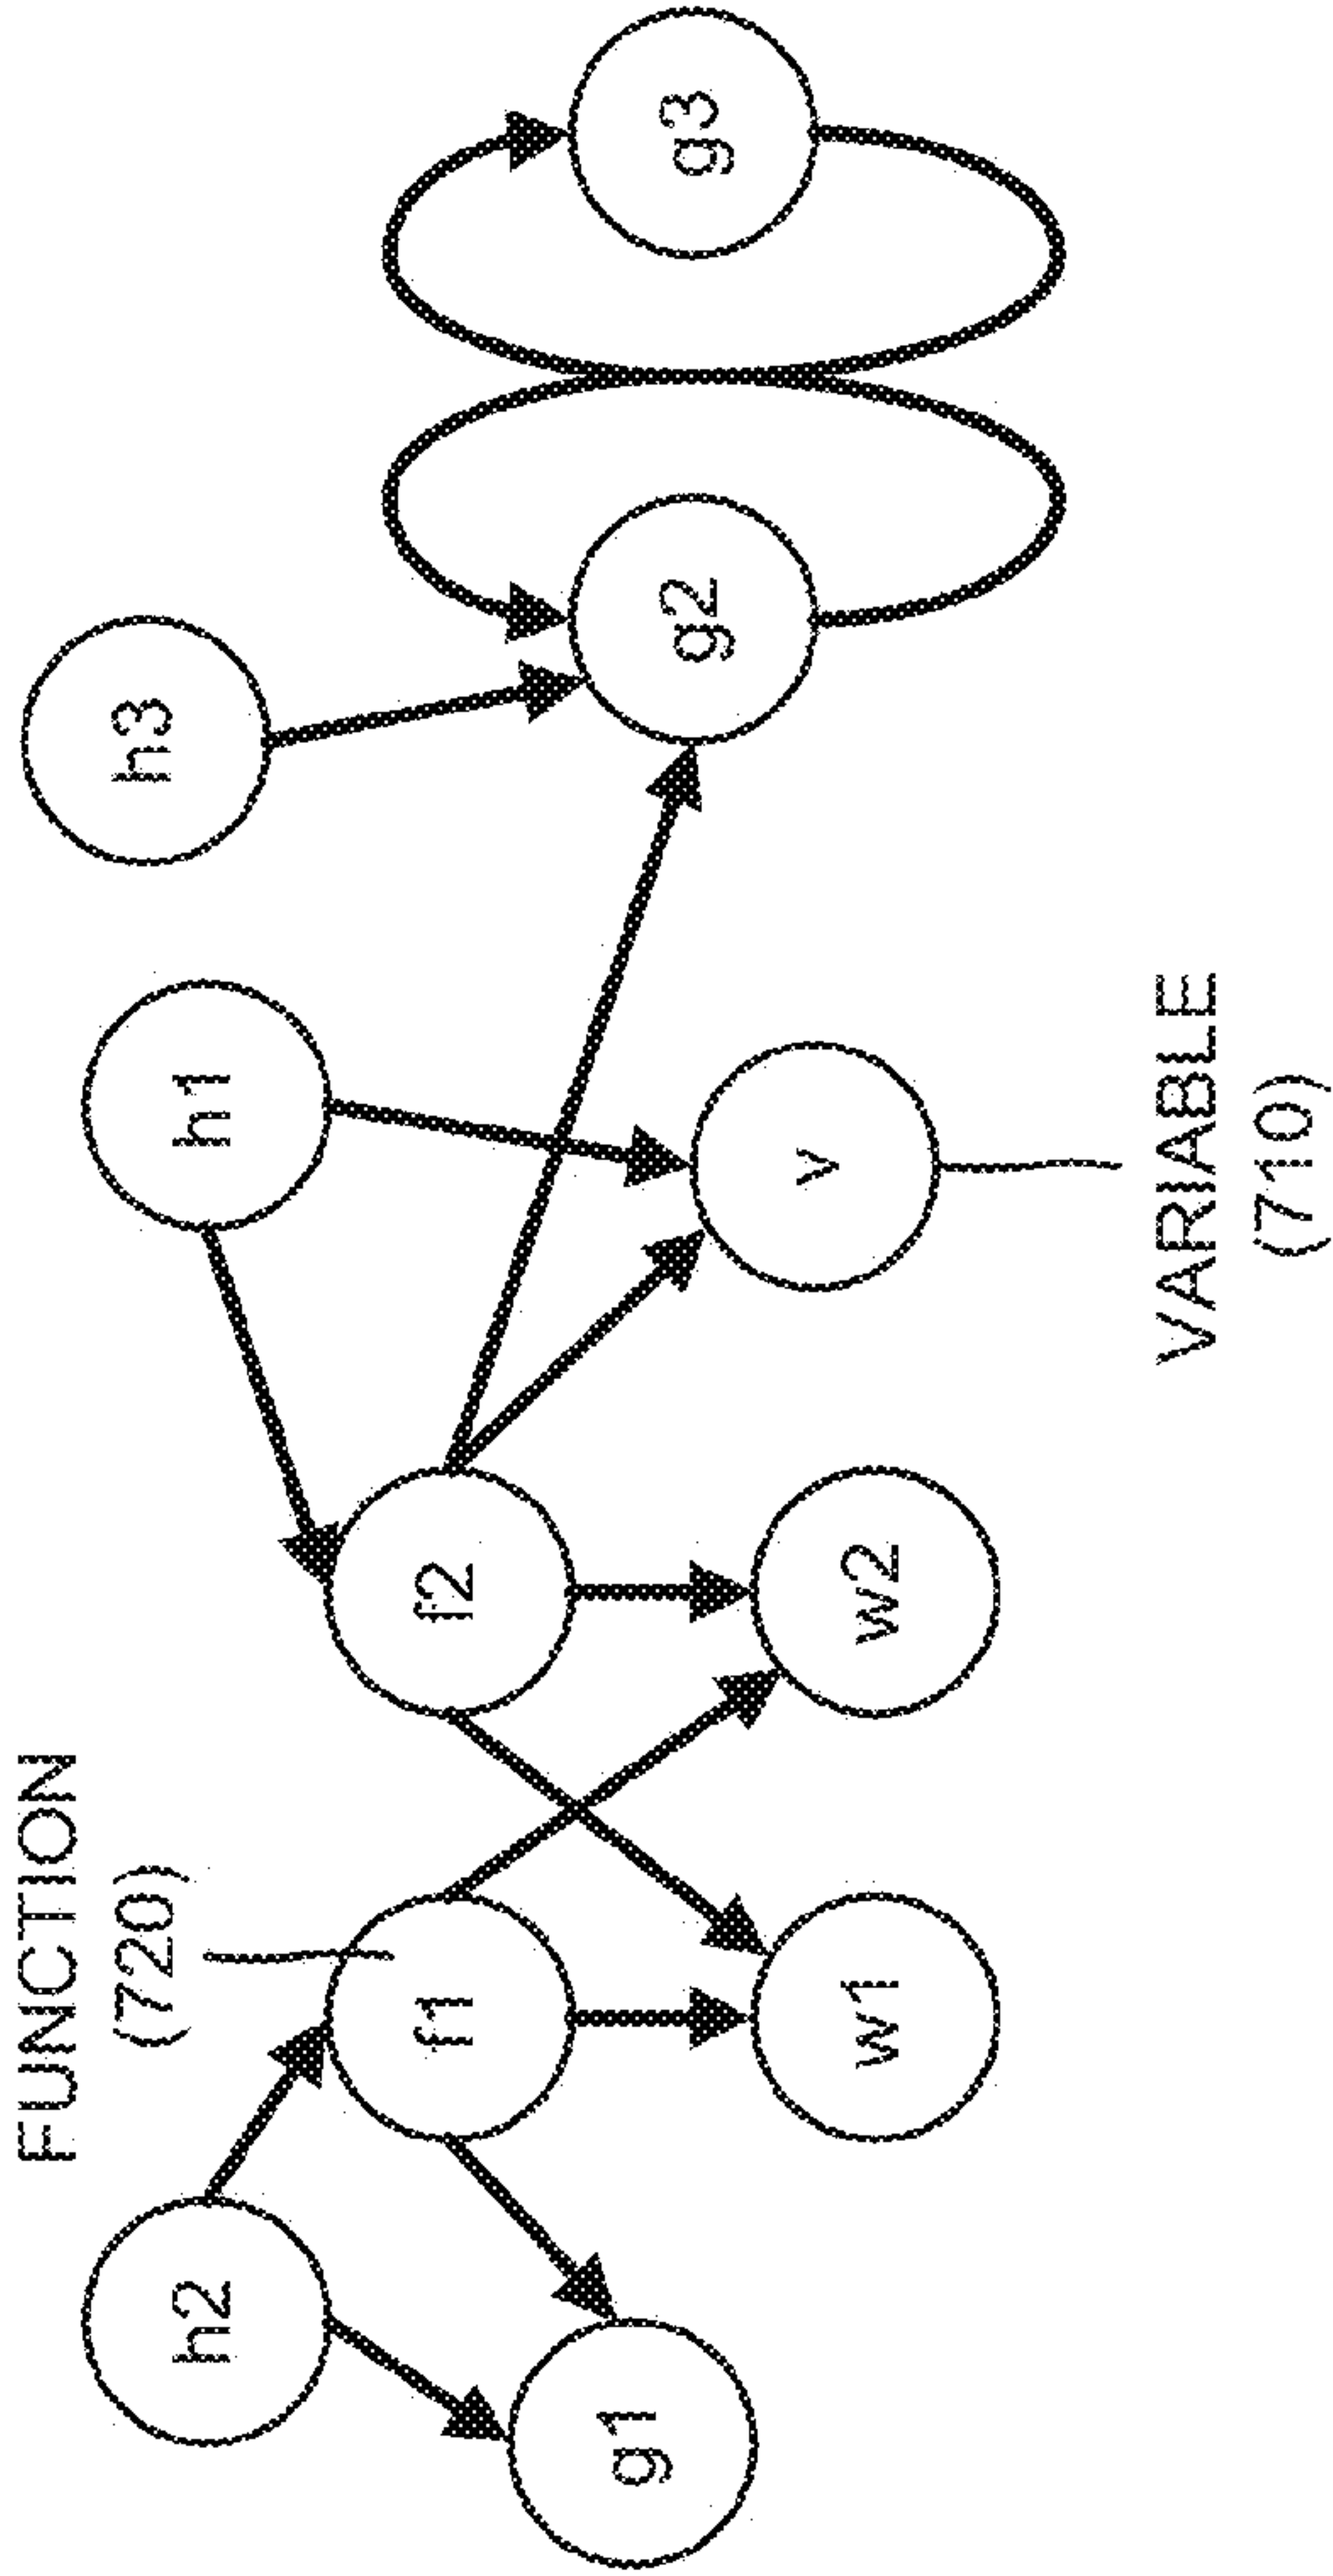 FUNCTION
(720)
h2
h1
h3
f1
f2
g1
g2
g3
w1
w2
v
VARIABLE
(710)